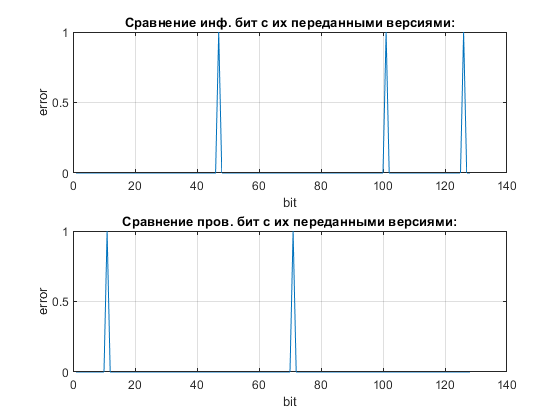 Сравнение инф. бит с их переданными версиями:
1
0.5
0
error
0 20 40 60 80 100 120 140
bit
Сравнение пров. бит с их переданными версиями:
1
0.5
0
error
0 20 40 60 80 100 120 140
bit